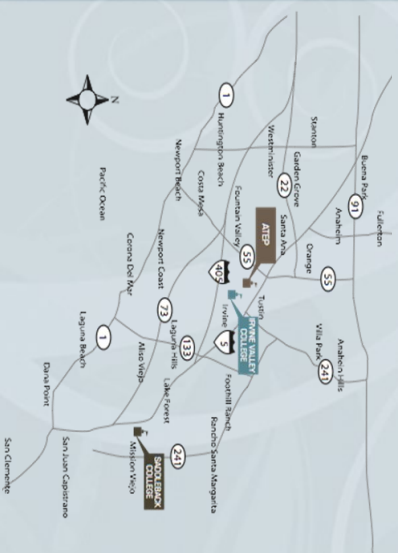 Fullerton
Buena Park
91
Anaheim
Anaheim Hills
Stanton
Orange
55
Villa Park
241
Garden Grove
22
Santa Ana
Westminster
ATEP
Tustin
IRVINE VALLEY
COLLEGE
Fountain Valley
55
Irvine
5
Foothill Ranch
1
Huntington Beach
405
Costa Mesa
133
Rancho Santa Margarita
Newport Beach
73
Laguna Hills
Lake Forest
241
Newport Coast
Aliso Viejo
SADDLEBACK
COLLEGE
Mission Viejo
N
Corona Del Mar
Pacific Ocean
1
Laguna Beach
San Juan Capistrano
Dana Point
San Clemente